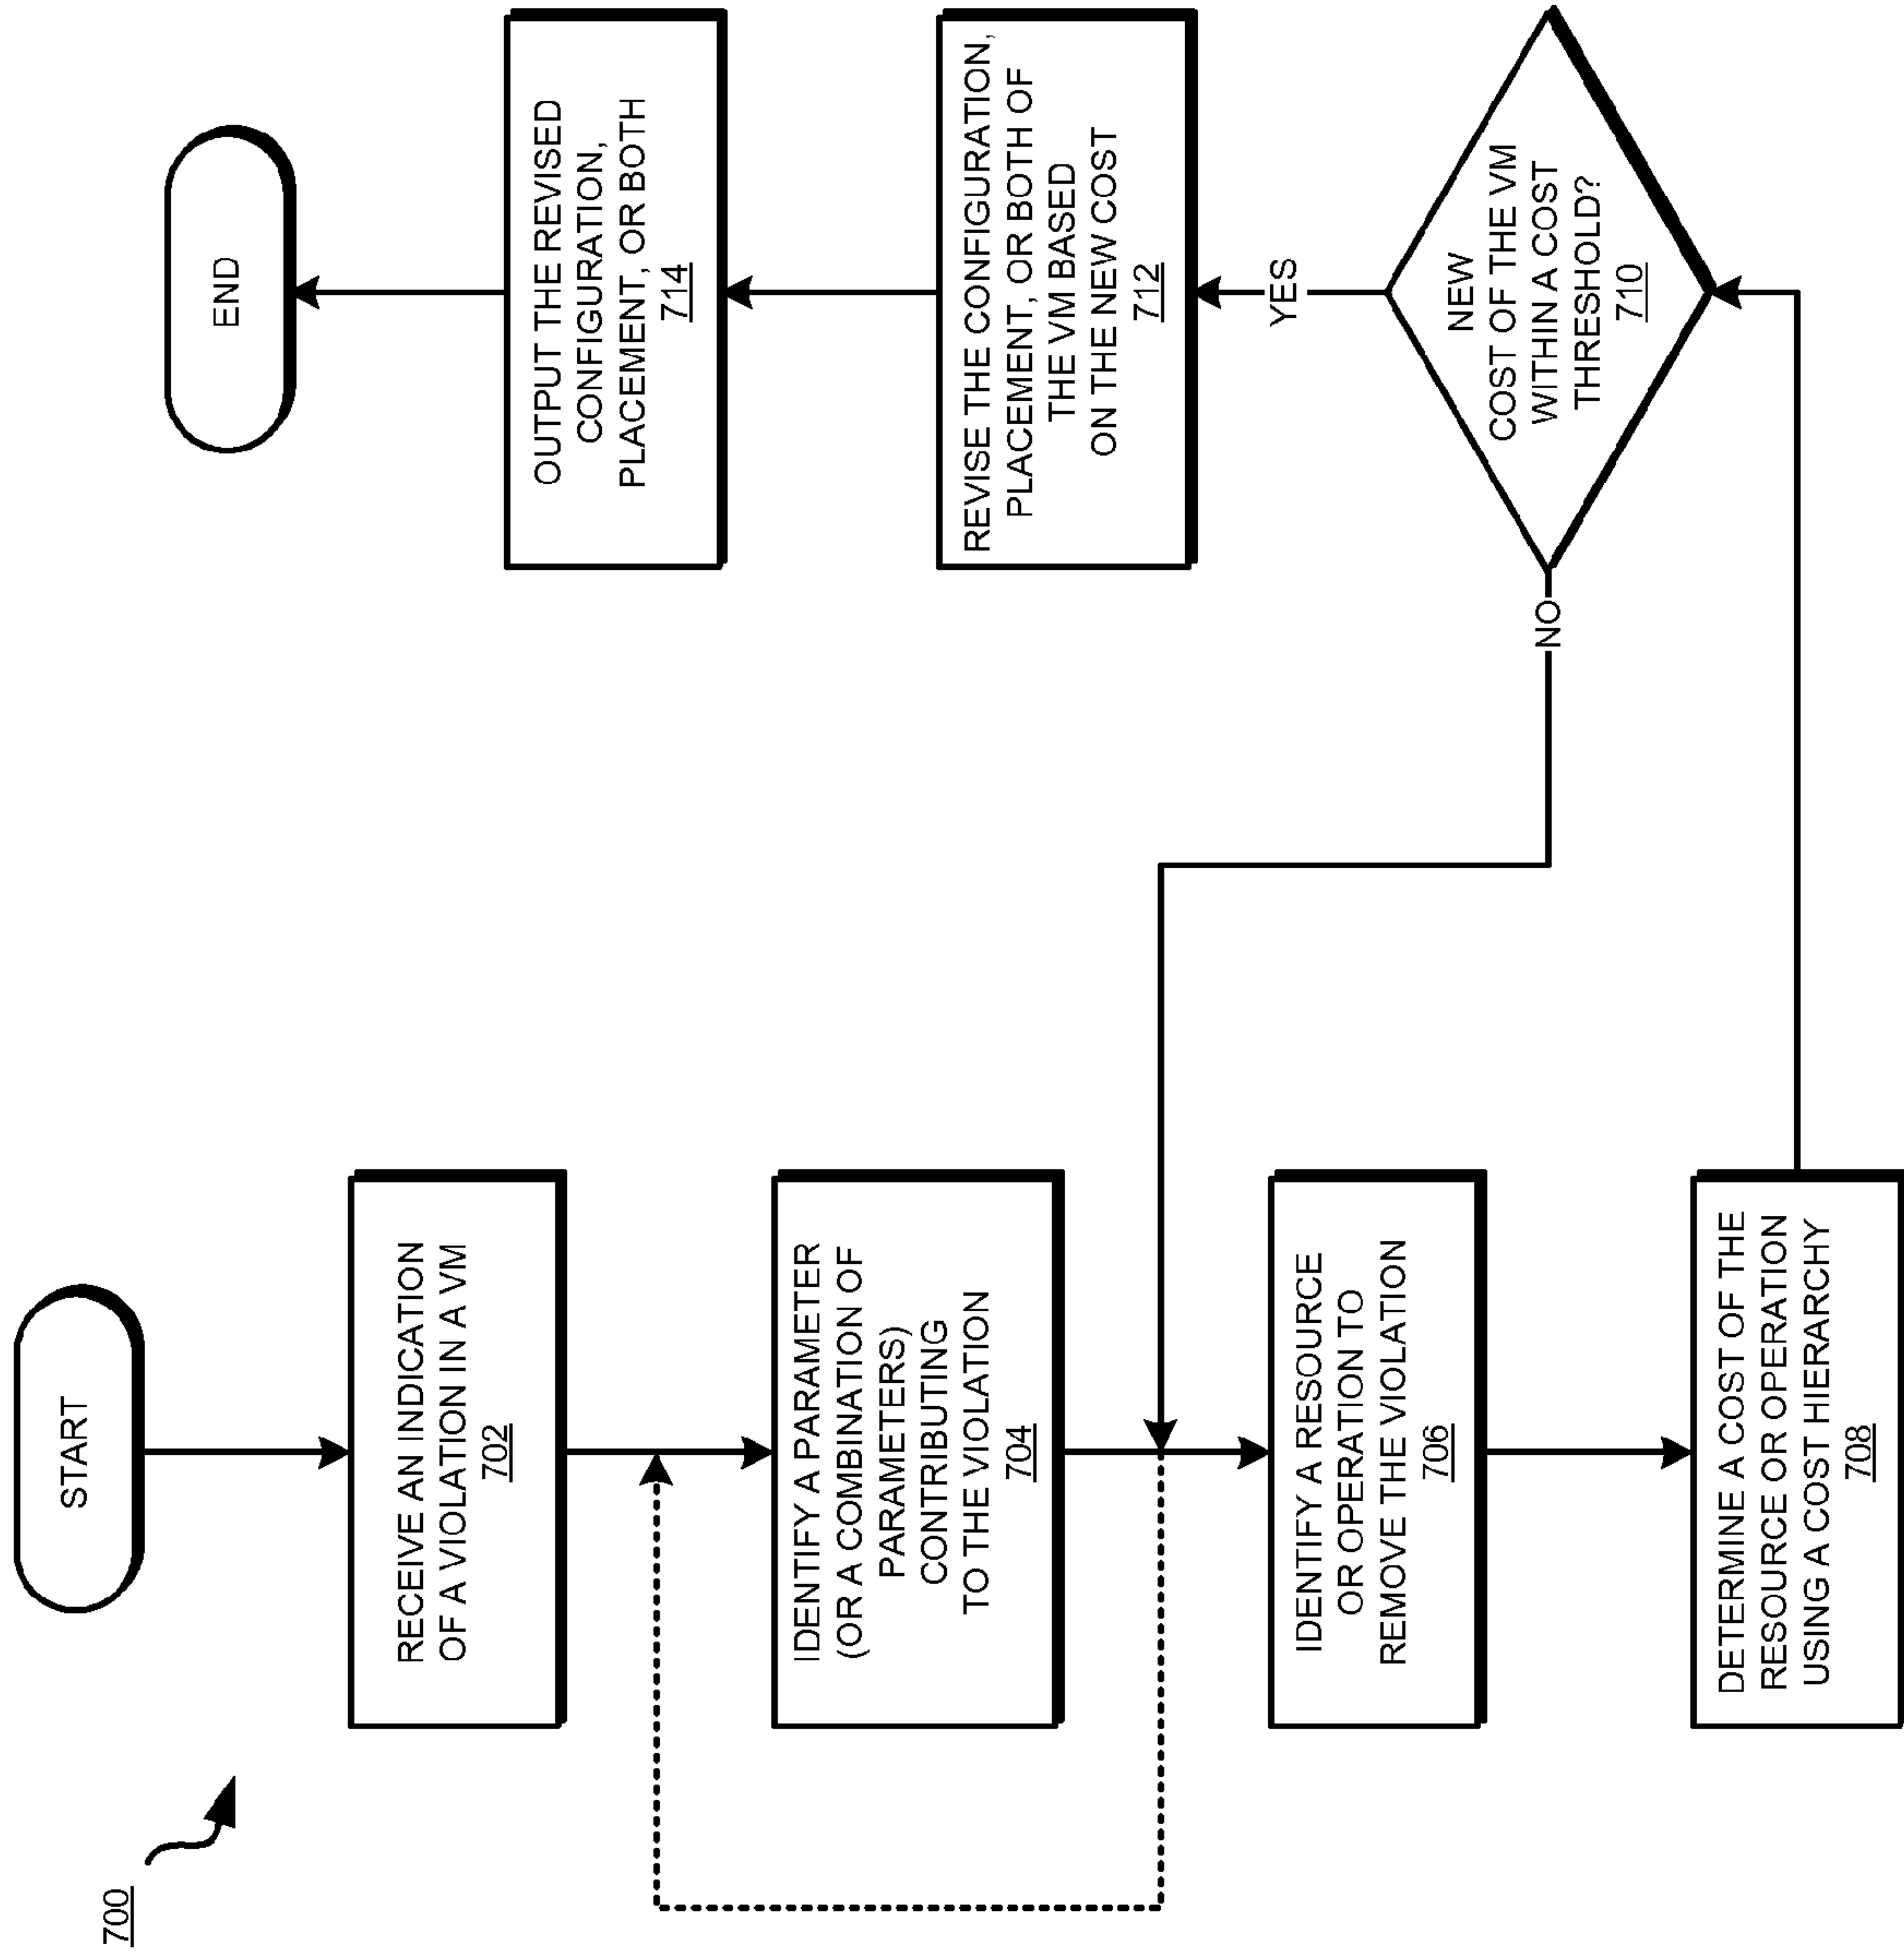 700
START
RECEIVE AN INDICATION
OF A VIOLATION IN A VM
702
IDENTIFY A PARAMETER
(OR A COMBINATION OF
PARAMETERS)
CONTRIBUTING
TO THE VIOLATION
704
IDENTIFY A RESOURCE
OR OPERATION TO
REMOVE THE VIOLATION
706
DETERMINE A COST OF THE
RESOURCE OR OPERATION
USING A COST HIERARCHY
708
NEW
COST OF THE VM
WITHIN A COST
THRESHOLD?
710
NO
YES
REVISE THE CONFIGURATION,
PLACEMENT, OR BOTH OF
THE VM BASED
ON THE NEW COST
712
OUTPUT THE REVISED
CONFIGURATION,
PLACEMENT, OR BOTH
714
END